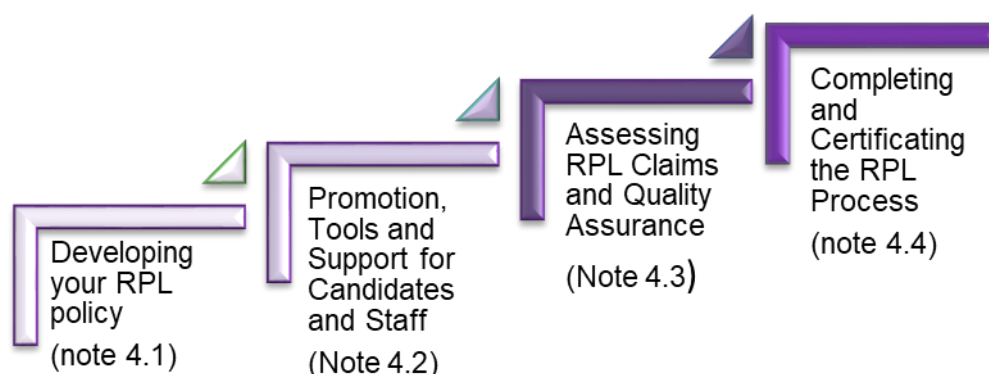 Developing
your RPL
policy
(note 4.1)
Promotion,
Tools and
Support for
Candidates
and Staff
(Note 4.2)
Assessing
RPL Claims
and Quality
Assurance
(Note 4.3)
Completing
and
Certificating
the RPL
Process
(note 4.4)